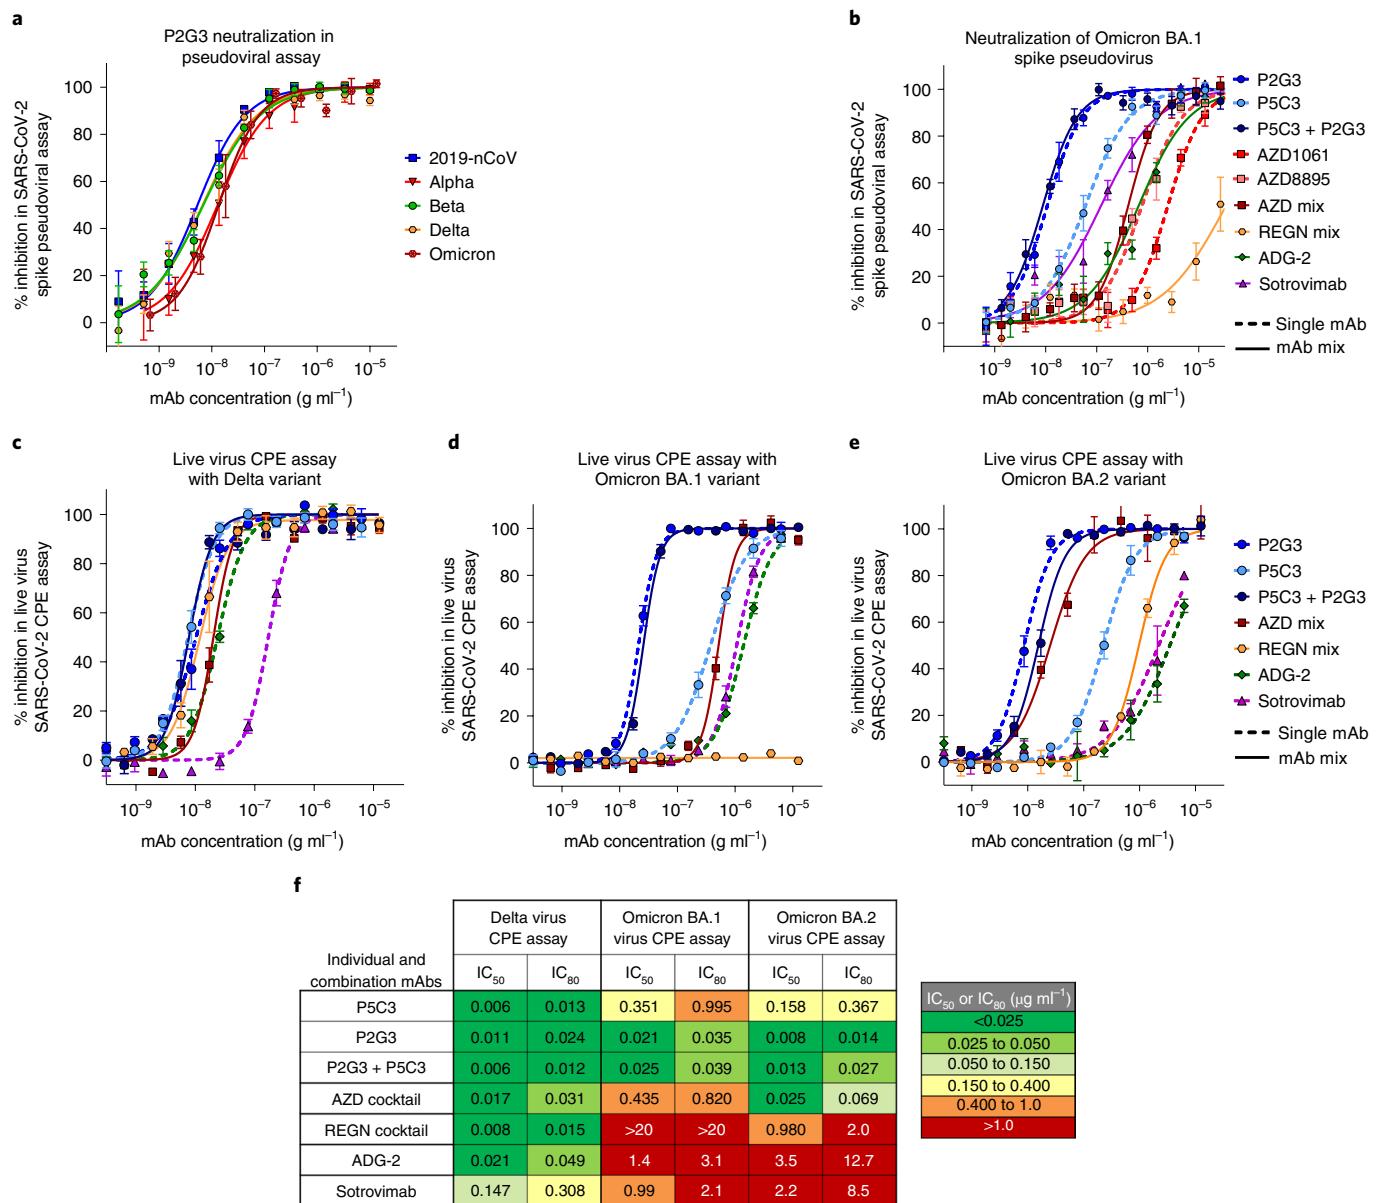 a
P2G3 neutralization in
pseudoviral assay
% inhibition in SARS-CoV-2
spike pseudoviral assay
100
80
60
40
20
0
10⁻⁹ 10⁻⁸ 10⁻⁷ 10⁻⁶ 10⁻⁵
mAb concentration (g ml⁻¹)
2019-nCoV
Alpha
Beta
Delta
Omicron
b
Neutralization of Omicron BA.1
spike pseudovirus
% inhibition in SARS-CoV-2
spike pseudoviral assay
100
80
60
40
20
0
10⁻⁹ 10⁻⁸ 10⁻⁷ 10⁻⁶ 10⁻⁵
mAb concentration (g ml⁻¹)
P2G3
P5C3
P5C3 + P2G3
AZD1061
AZD8895
AZD mix
REGN mix
ADG-2
Sotrovimab
Single mAb
mAb mix
c
Live virus CPE assay
with Delta variant
% inhibition in live virus
SARS-CoV-2 CPE assay
100
80
60
40
20
0
10⁻⁹ 10⁻⁸ 10⁻⁷ 10⁻⁶ 10⁻⁵
mAb concentration (g ml⁻¹)
d
Live virus CPE assay with
Omicron BA.1 variant
% inhibition in live virus
SARS-CoV-2 CPE assay
100
80
60
40
20
0
10⁻⁹ 10⁻⁸ 10⁻⁷ 10⁻⁶ 10⁻⁵
mAb concentration (g ml⁻¹)
e
Live virus CPE assay with
Omicron BA.2 variant
% inhibition in live virus
SARS-CoV-2 CPE assay
100
80
60
40
20
0
10⁻⁹ 10⁻⁸ 10⁻⁷ 10⁻⁶ 10⁻⁵
mAb concentration (g ml⁻¹)
P2G3
P5C3
P5C3 + P2G3
AZD mix
REGN mix
ADG-2
Sotrovimab
Single mAb
mAb mix
f
Delta virus Omicron BA.1 Omicron BA.2
CPE assay virus CPE assay virus CPE assay
Individual and
combination mAbs IC₅₀ IC₈₀ IC₅₀ IC₈₀ IC₅₀ IC₈₀
P5C3 0.006 0.013 0.351 0.995 0.158 0.367
P2G3 0.011 0.024 0.021 0.035 0.008 0.014
P2G3 + P5C3 0.006 0.012 0.025 0.039 0.013 0.027
AZD cocktail 0.017 0.031 0.435 0.820 0.025 0.069
REGN cocktail 0.008 0.015 >20 >20 0.980 2.0
ADG-2 0.021 0.049 1.4 3.1 3.5 12.7
Sotrovimab 0.147 0.308 0.99 2.1 2.2 8.5
IC₅₀ or IC₈₀ (μg ml⁻¹)
<0.025
0.025 to 0.050
0.050 to 0.150
0.150 to 0.400
0.400 to 1.0
>1.0